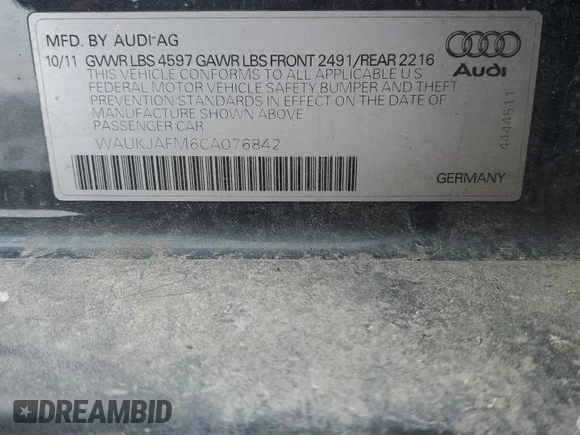 MFD. BY AUDI-AG
10/11 GVWR LBS 4597 GAWR LBS FRONT 2491/REAR 2216
THIS VEHICLE CONFORMS TO ALL APPLICABLE U S
FEDERAL MOTOR VEHICLE SAFETY, BUMPER AND THEFT
PREVENTION STANDARDS IN EFFECT ON THE DATE OF
MANUFACTURE SHOWN ABOVE
PASSENGER CAR
WAUKJAFM6CA076842
Audi
4444511
GERMANY
DREAMBID